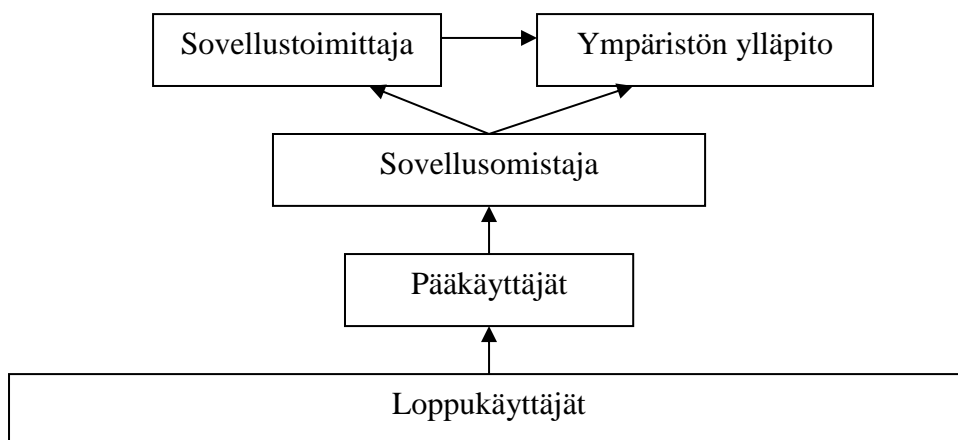 Sovellustoimittaja
Ympäristön ylläpito
Sovellusomistaja
Pääkäyttäjät
Loppukäyttäjät